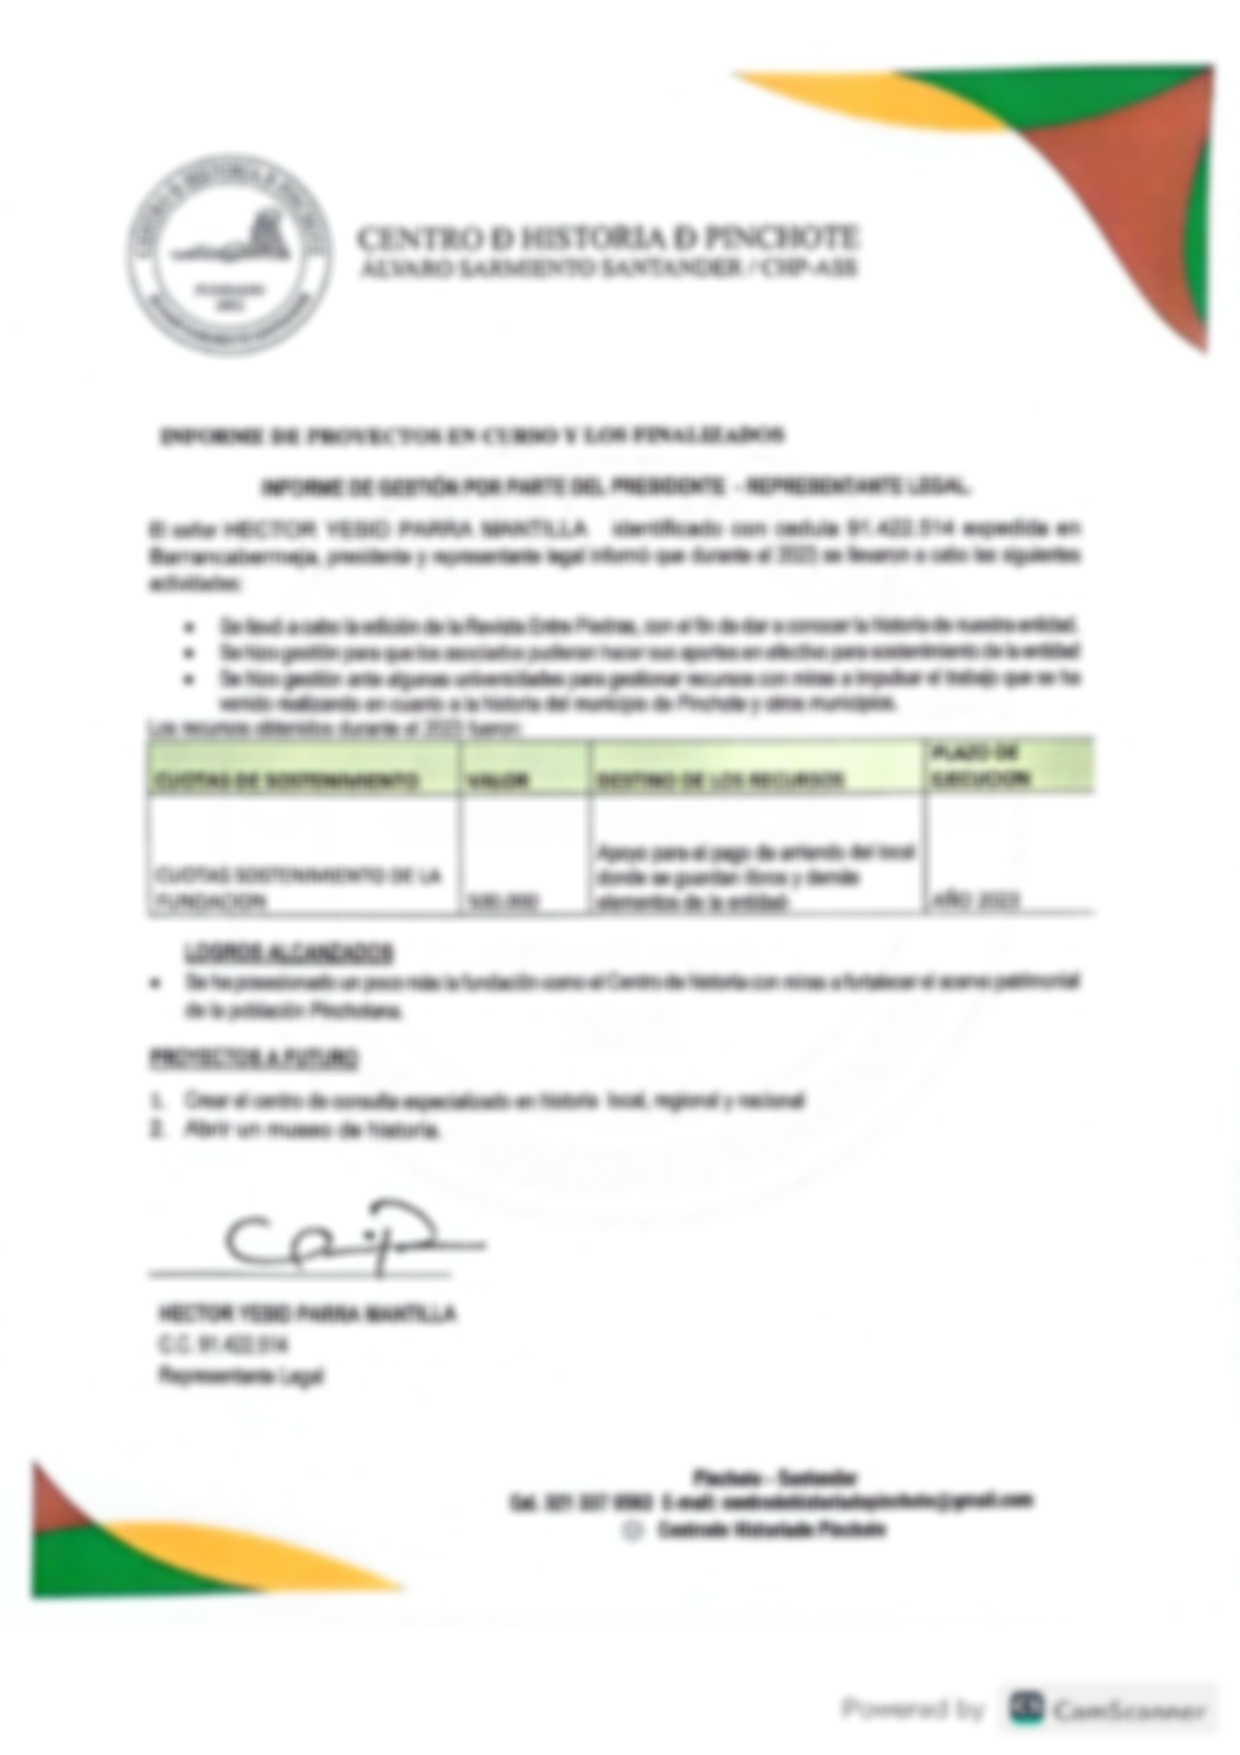 CENTRO D HISTORIA D PINCHOTE
FUNDADO
CENTRO Đ HISTORIA Đ PINCHOTE
ALVARO SARMIENTO SANTANDER / CHP-ASS
INFORME DE PROYECTOS EN CURSO Y LOS FINALIZADOS
INFORME DE GESTIÓN POR PARTE DEL PRESIDENTE - REPRESENTANTE LEGAL.
El señor HECTOR YESID PARRA MANTILLA identificado con cedula 91.422.514 expedida en
Barrancabermeja, presidente y representante legal informó que durante el 2023 se llevaron a cabo las siguientes
actividades:
• Se llevó a cabo la edición de la Revista Entre Piedras, con el fin de dar a conocer la historia de nuestra entidad.
• Se hizo gestión para que los asociados pudieran hacer sus aportes en efectivo para sostenimiento de la entidad
• Se hizo gestión ante algunas universidades para gestionar recursos con miras a impulsar el trabajo que se ha
venido realizando en cuanto a la historia del municipio de Pinchote y otros municipios.
Los recursos obtenidos durante el 2023 fueron:
CUOTAS DE SOSTENIMIENTO VALOR DESTINO DE LOS RECURSOS PLAZO DE
EJECUCION
CUOTAS SOSTENIMIENTO DE LA
FUNDACION 500.000 Apoyo para el pago de arriendo del local
donde se guardan libros y demás
elementos de la entidad AÑO 2023
LOGROS ALCANZADOS
• Se ha posesionado un poco más la fundación como el Centro de historia con miras a fortalecer el acervo patrimonial
de la población Pinchotana.
PROYECTOS A FUTURO
1. Crear el centro de consulta especializado en historia local, regional y nacional
2. Abrir un museo de historia.
HECTOR YESID PARRA MANTILLA
C.C. 91.422.514
Representante Legal
Pinchote - Santander
Cel. 321 337 E-mail: centrodehistoriadepinchote@gmail.com
Centrode Historiade Pinchote
Powered by CS CamScanner